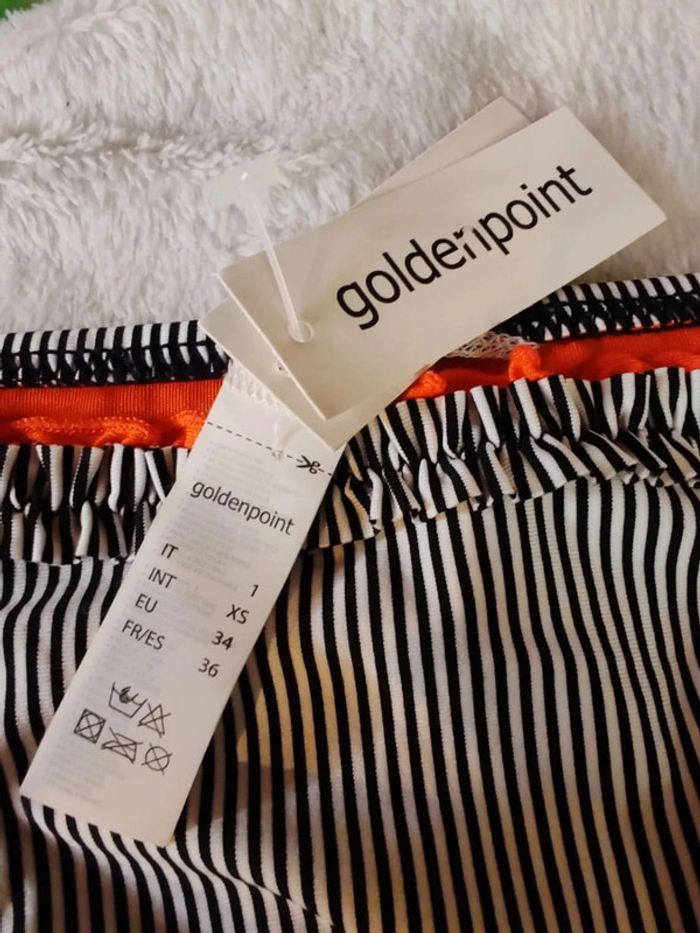 goldenpoint
goldenpoint
IT 1
INT XS
EU 34
FR/ES 36